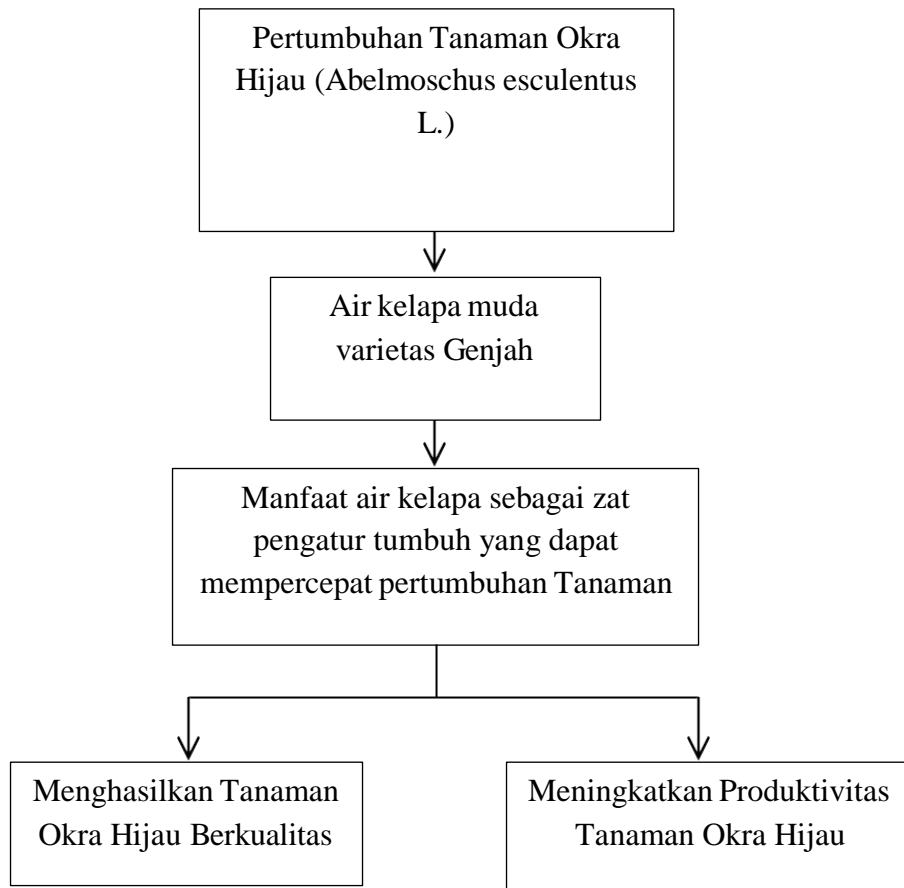 Pertumbuhan Tanaman Okra
Hijau (Abelmoschus esculentus
L.)
Air kelapa muda
varietas Genjah
Manfaat air kelapa sebagai zat
pengatur tumbuh yang dapat
mempercepat pertumbuhan Tanaman
Menghasilkan Tanaman
Okra Hijau Berkualitas
Meningkatkan Produktivitas
Tanaman Okra Hijau